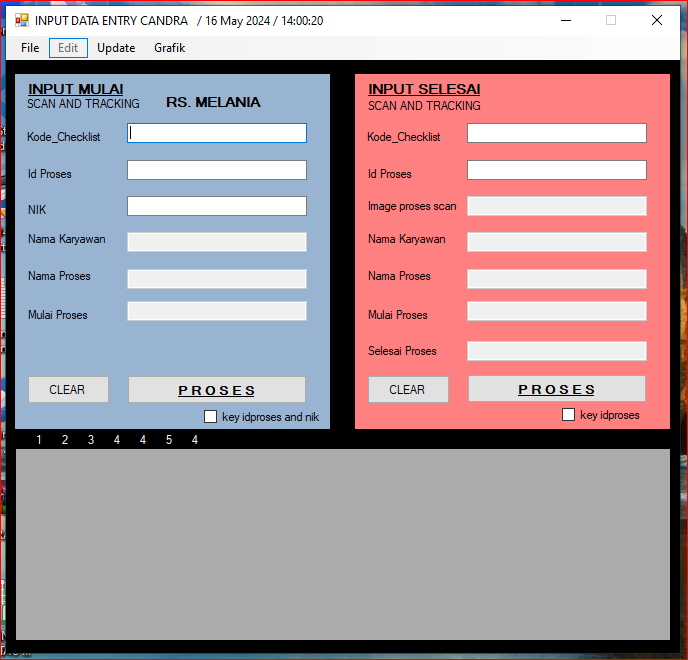 INPUT DATA ENTRY CANDRA / 16 May 2024 / 14:00:20
File Edit Update Grafik
INPUT MULAI
SCAN AND TRACKING RS. MELANIA
Kode_Checklist
Id Proses
NIK
Nama Karyawan
Nama Proses
Mulai Proses
CLEAR PROSES
key idproses and nik
INPUT SELESAI
SCAN AND TRACKING
Kode_Checklist
Id Proses
Image proses scan
Nama Karyawan
Nama Proses
Mulai Proses
Selesai Proses
CLEAR PROSES
key idproses
1 2 3 4 4 5 4